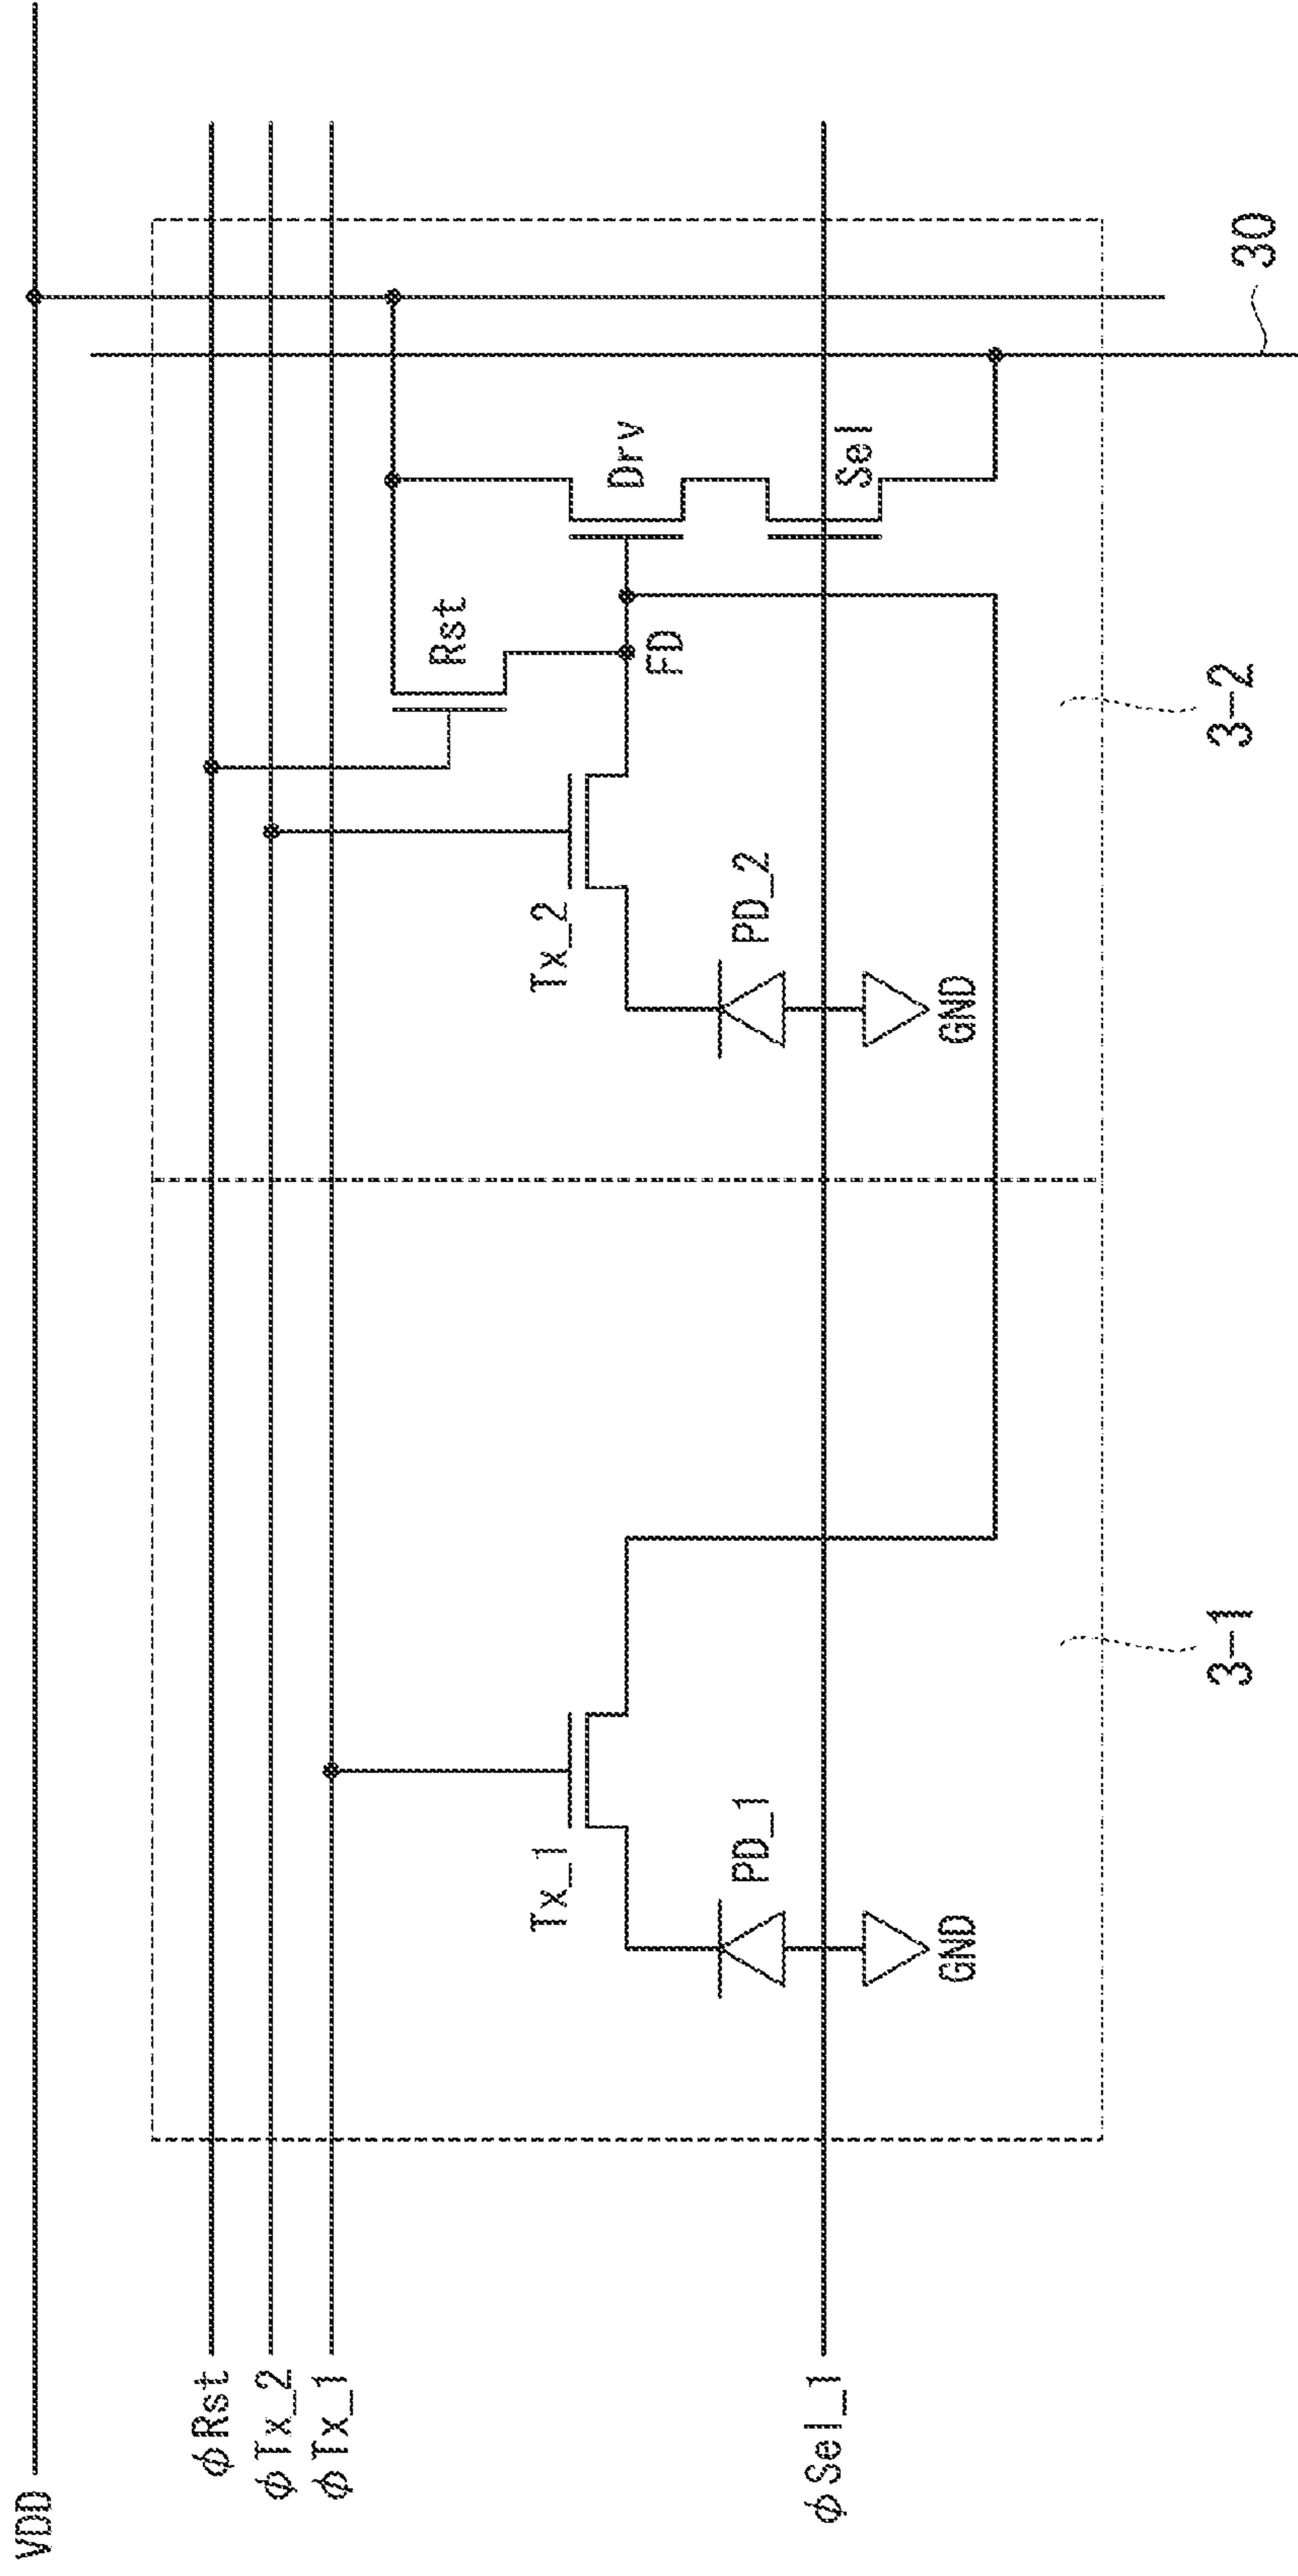 VDD
φRst
φTx_2
φTx_1
Rst
Drv
FD
Tx_1
Tx_2
PD_1
PD_2
φSel_1
Sel
GND
GND
3-1
3-2
30